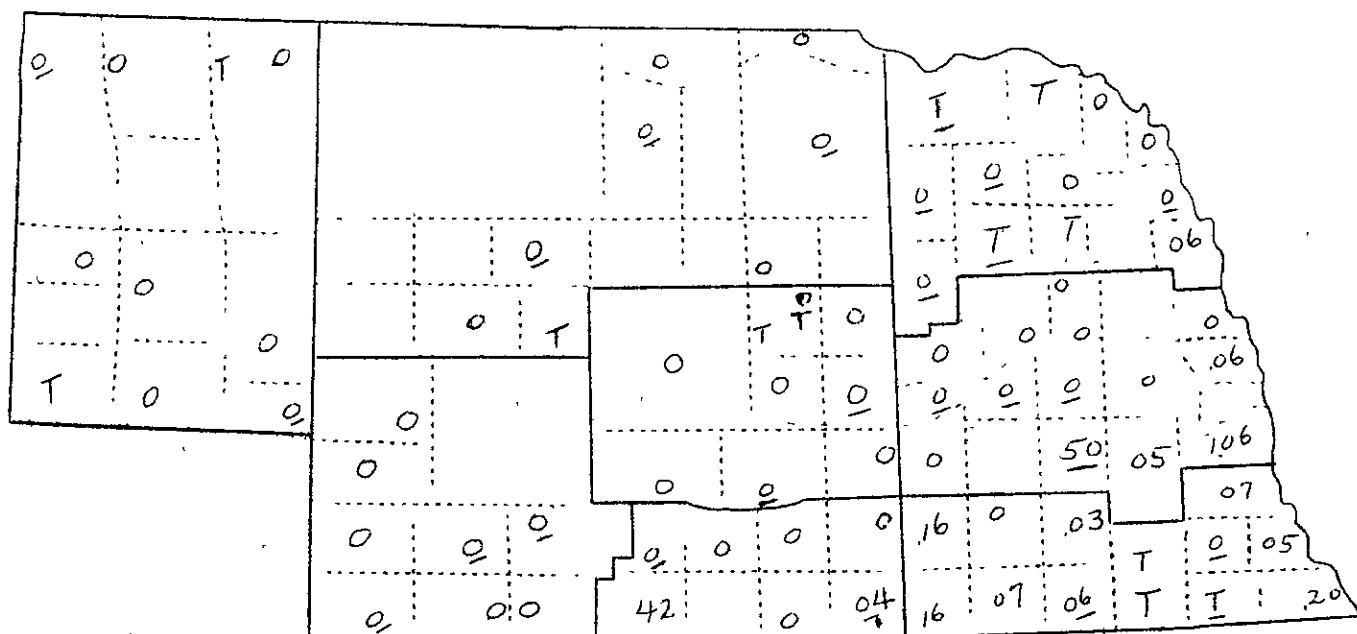 0 0 T 0 0 0
T T 0
0 0 0
0 0 0
0 0
0 T T
0 0 0 06
0 0
0 0
0 T T T 0 0
0 0 0 0 0
0 .06
T 0 0 0 0 0 0 0 0 0
0
0 0 0 50 05 1.06
0 0
0 0 0 0 0 0 0 .16 0 .03 07
T 0 05
0 00 42 0 04 .16 07 06 T T .20